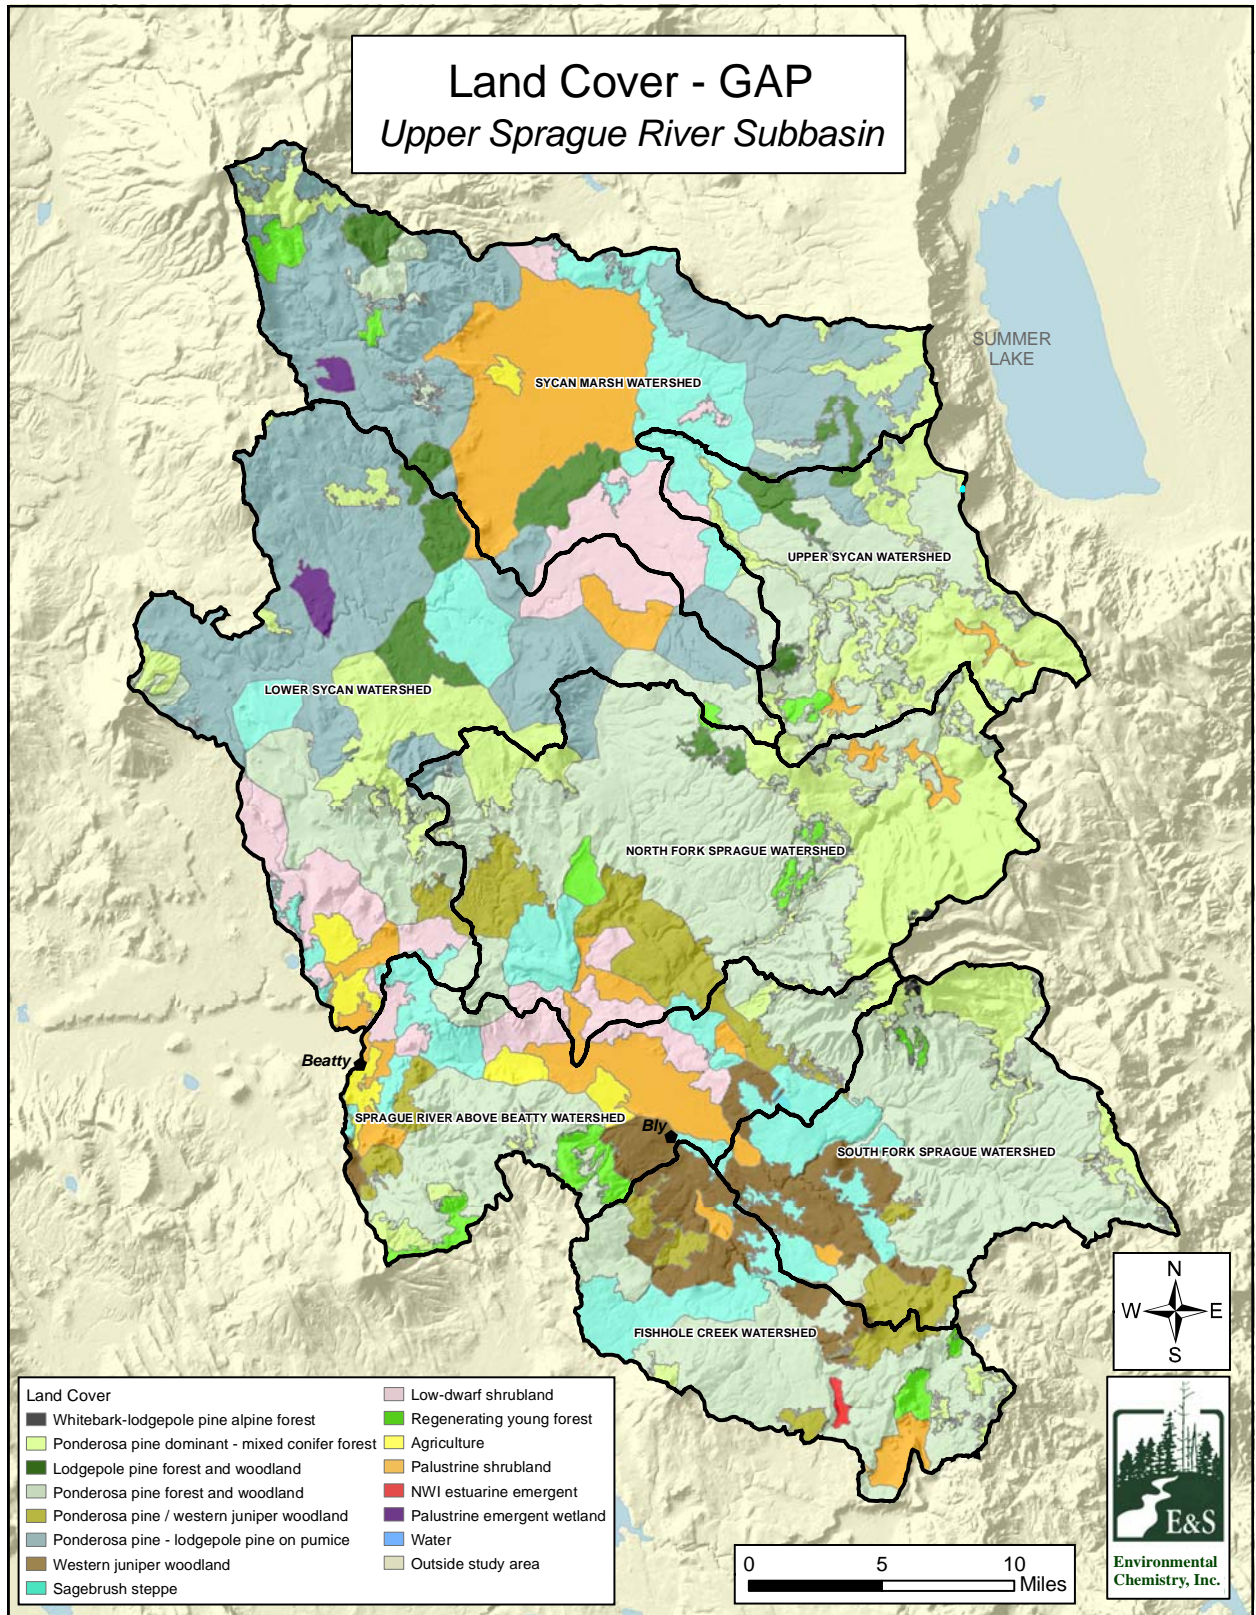 Land Cover - GAP
Upper Sprague River Subbasin
SUMMER
LAKE
SYCAN MARSH WATERSHED
UPPER SYCAN WATERSHED
LOWER SYCAN WATERSHED
NORTH FORK SPRAGUE WATERSHED
Beatty
SPRAGUE RIVER ABOVE BEATTY WATERSHED
Bly
SOUTH FORK SPRAGUE WATERSHED
FISHHOLE CREEK WATERSHED
N
W E
S
Land Cover
Whitebark-lodgepole pine alpine forest
Ponderosa pine dominant - mixed conifer forest
Lodgepole pine forest and woodland
Ponderosa pine forest and woodland
Ponderosa pine / western juniper woodland
Ponderosa pine - lodgepole pine on pumice
Western juniper woodland
Sagebrush steppe
Low-dwarf shrubland
Regenerating young forest
Agriculture
Palustrine shrubland
NWI estuarine emergent
Palustrine emergent wetland
Water
Outside study area
0 5 10
Miles
E&S
Environmental
Chemistry, Inc.